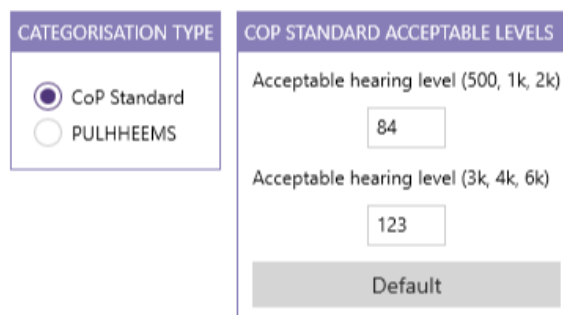 CATEGORISATION TYPE
CoP Standard
PULHHEEMS
COP STANDARD ACCEPTABLE LEVELS
Acceptable hearing level (500, 1k, 2k)
84
Acceptable hearing level (3k, 4k, 6k)
123
Default